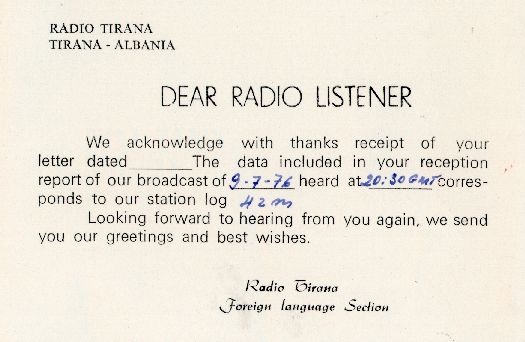 RADIO TIRANA
TIRANA - ALBANIA
DEAR RADIO LISTENER
We acknowledge with thanks receipt of your
letter dated______The data included in your reception
report of our broadcast of 9-7-76 heard at 20:30 GMT corres-
ponds to our station log 42 m
Looking forward to hearing from you again, we send
you our greetings and best wishes.
Radio Tirana
Foreign language Section